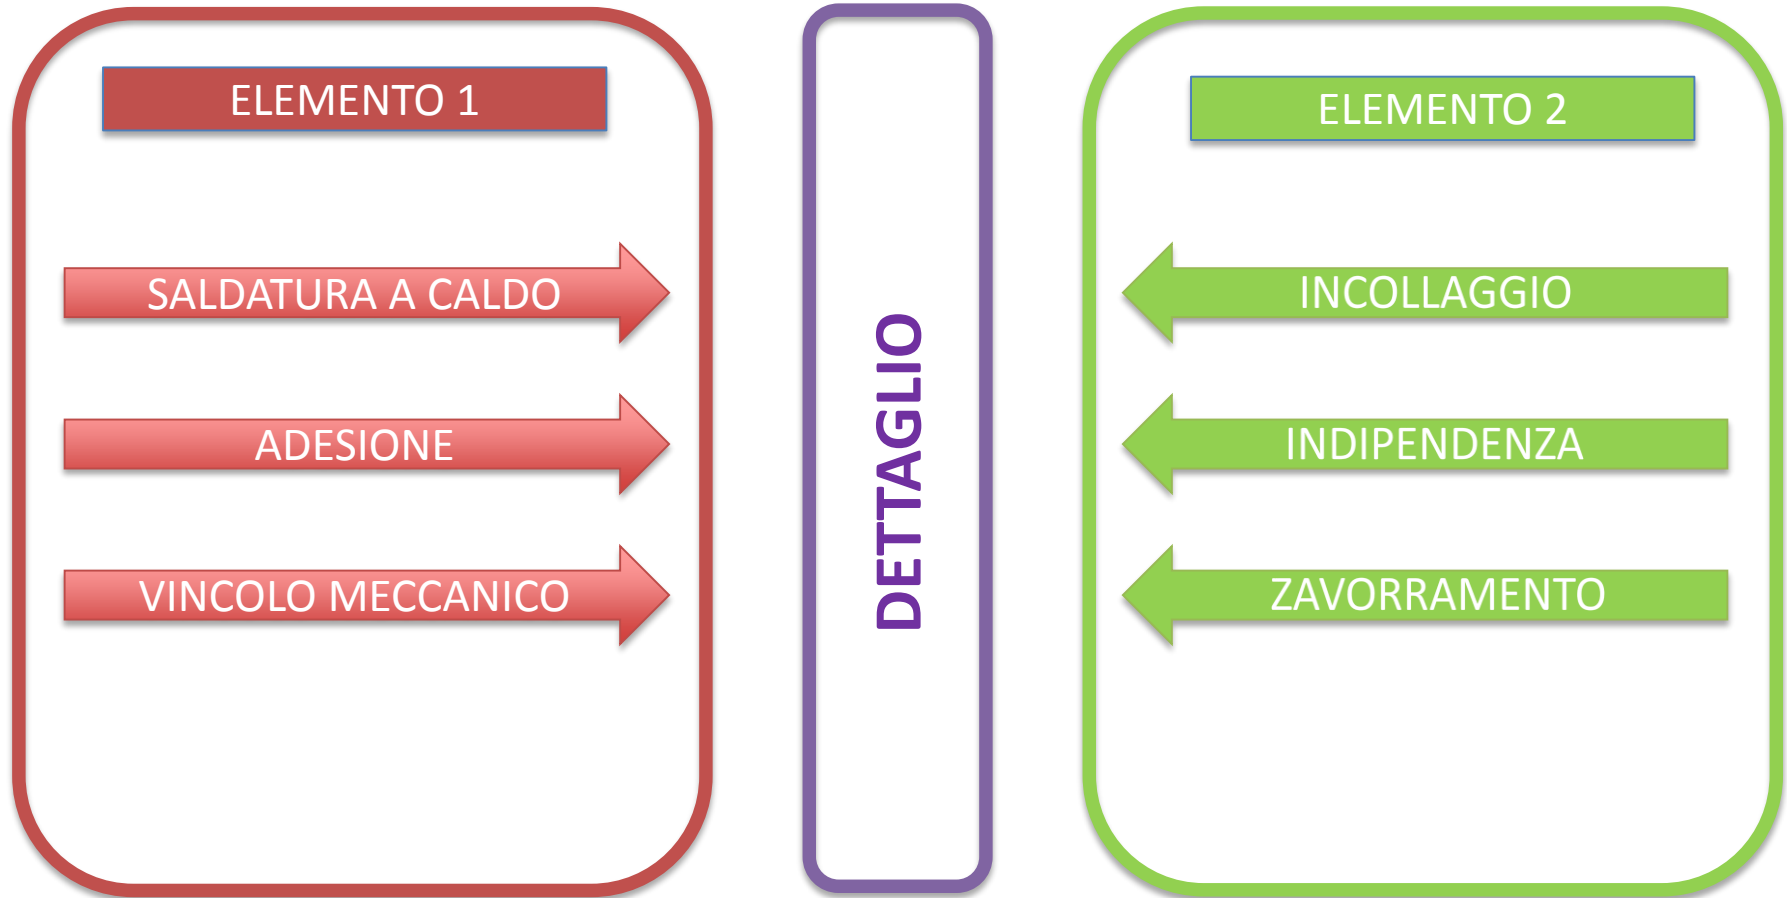 ELEMENTO 1
SALDATURA A CALDO
ADESIONE
VINCOLO MECCANICO
DETTAGLIO
ELEMENTO 2
INCOLLAGGIO
INDIPENDENZA
ZAVORRAMENTO